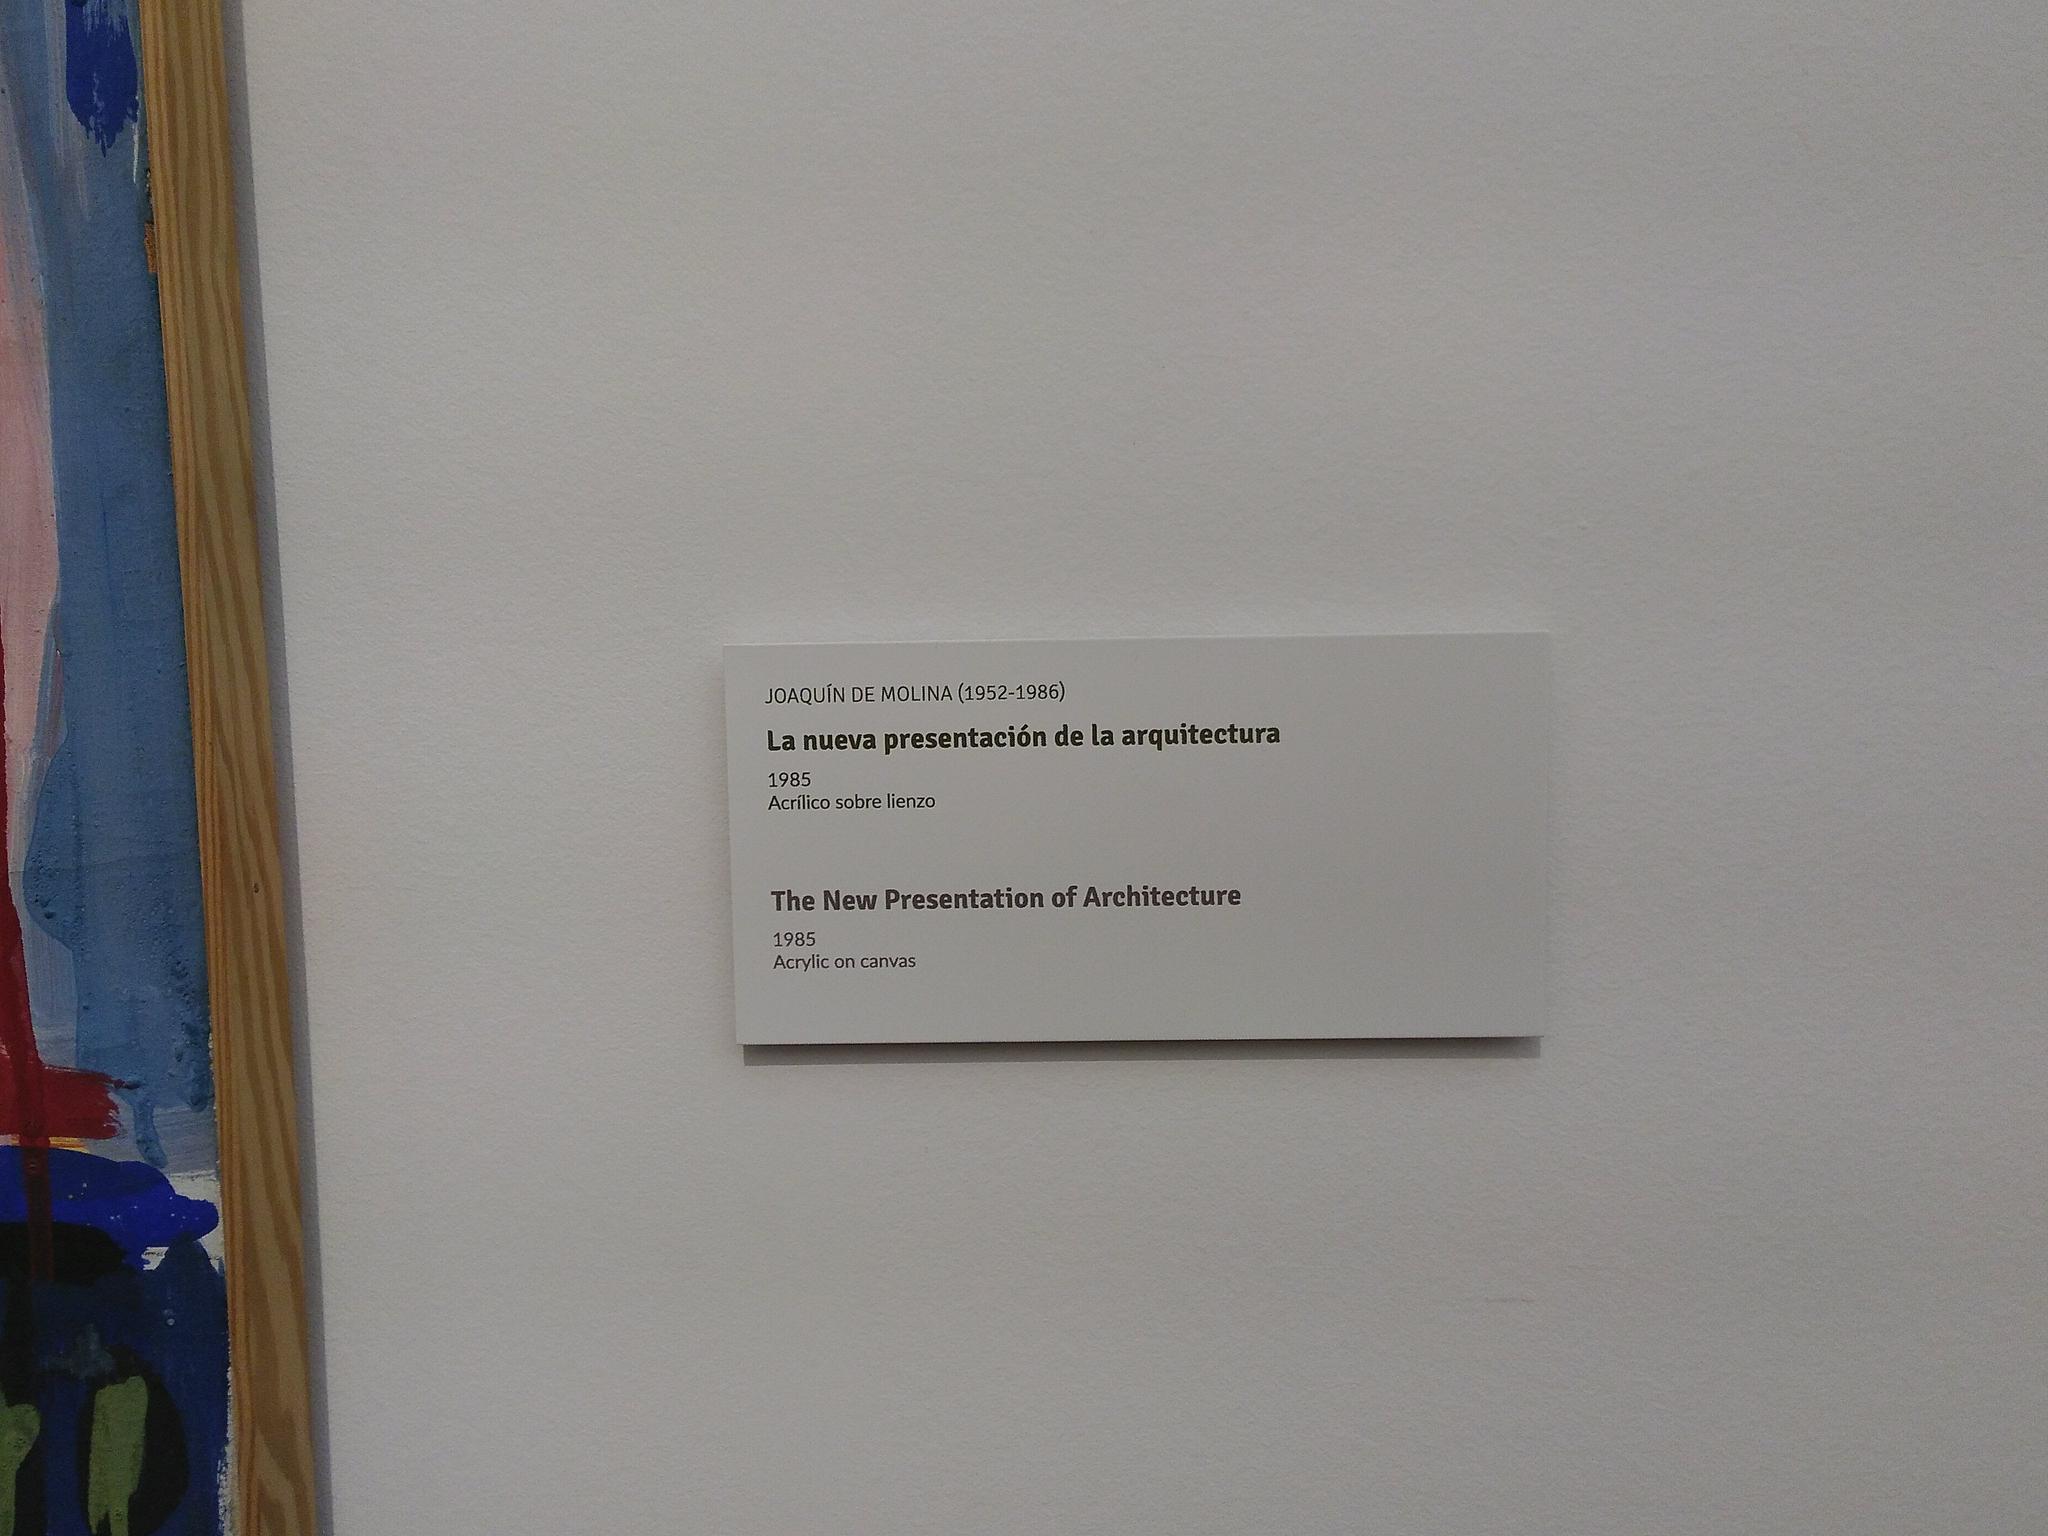 JOAQUÍN DE MOLINA (1952-1986)
La nueva presentación de la arquitectura
1985
Acrílico sobre lienzo
The New Presentation of Architecture
1985
Acrylic on canvas